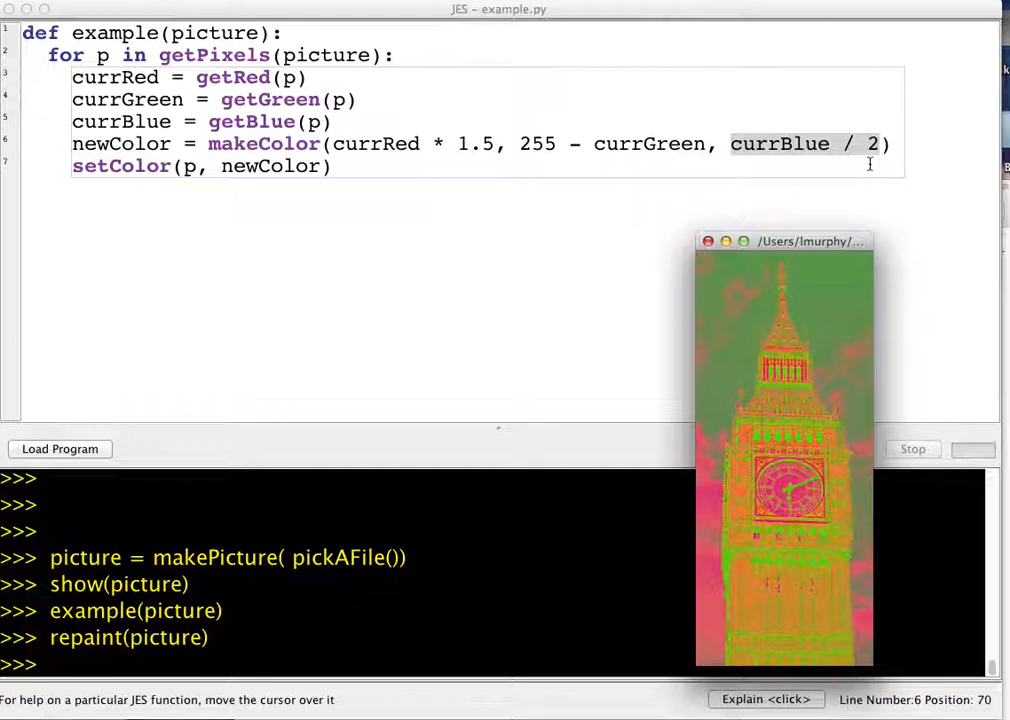 JES - example.py
1 def example(picture):
2 for p in getPixels(picture):
3 currRed = getRed(p)
4 currGreen = getGreen(p)
5 currBlue = getBlue(p)
6 newColor = makeColor(currRed * 1.5, 255 - currGreen, currBlue / 2)
7 setColor(p, newColor)
/Users/lmurphy/...
Load Program
Stop
>>>
>>>
>>>
>>> picture = makePicture( pickAFile())
>>> show(picture)
>>> example(picture)
>>> repaint(picture)
>>>
For help on a particular JES function, move the cursor over it
Explain <click>
Line Number:6 Position: 70